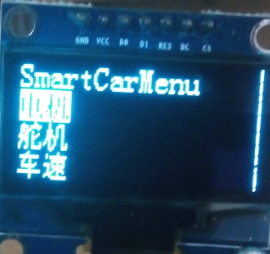 GND VCC D0 D1 RES DC CS
SmartCarMenu
舵机
车速